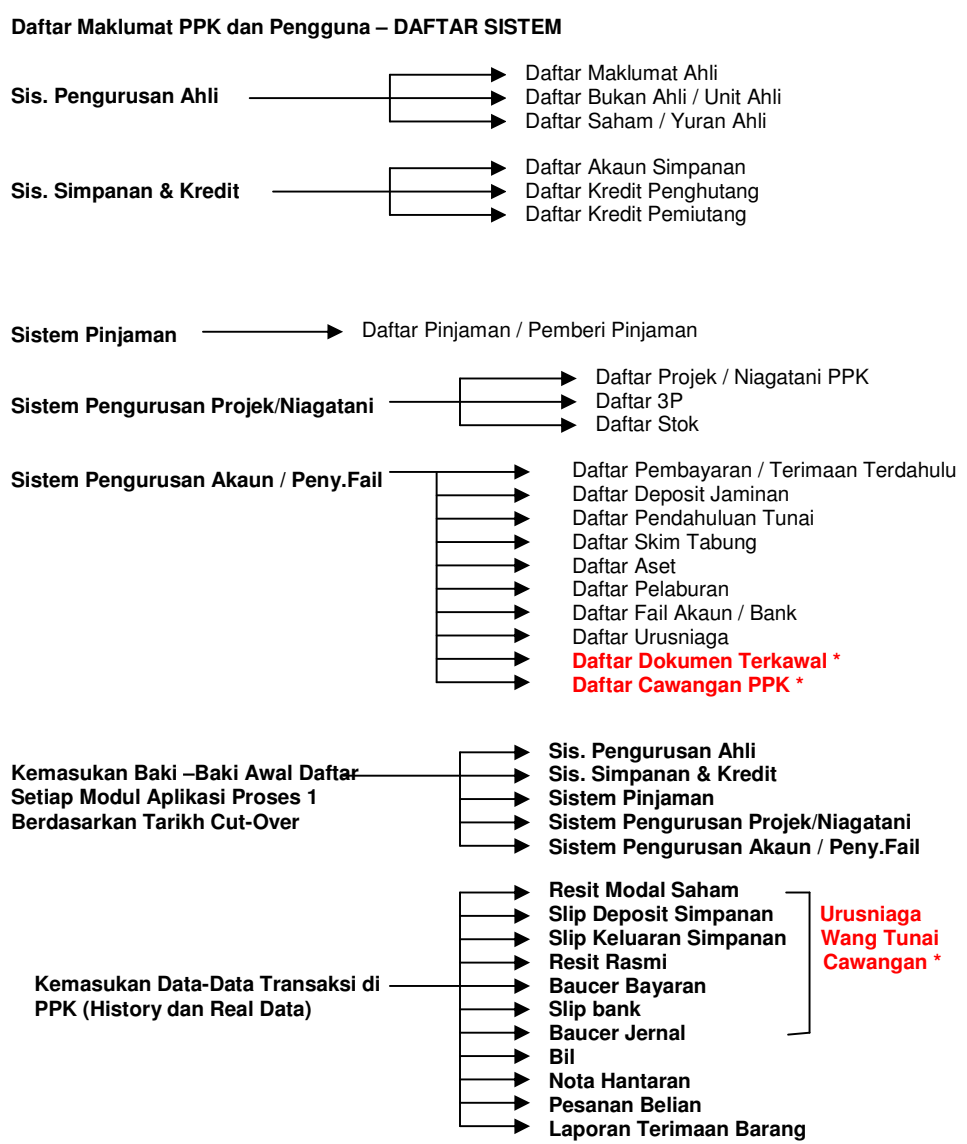 Daftar Maklumat PPK dan Pengguna – DAFTAR SISTEM
Sis. Pengurusan Ahli
Daftar Maklumat Ahli
Daftar Bukan Ahli / Unit Ahli
Daftar Saham / Yuran Ahli
Sis. Simpanan & Kredit
Daftar Akaun Simpanan
Daftar Kredit Penghutang
Daftar Kredit Pemiutang
Sistem Pinjaman
Daftar Pinjaman / Pemberi Pinjaman
Sistem Pengurusan Projek/Niagatani
Daftar Projek / Niagatani PPK
Daftar 3P
Daftar Stok
Sistem Pengurusan Akaun / Peny.Fail
Daftar Pembayaran / Terimaan Terdahulu
Daftar Deposit Jaminan
Daftar Pendahuluan Tunai
Daftar Skim Tabung
Daftar Aset
Daftar Pelaburan
Daftar Fail Akaun / Bank
Daftar Urusniaga
Daftar Dokumen Terkawal *
Daftar Cawangan PPK *
Kemasukan Baki –Baki Awal Daftar
Setiap Modul Aplikasi Proses 1
Berdasarkan Tarikh Cut-Over
Sis. Pengurusan Ahli
Sis. Simpanan & Kredit
Sistem Pinjaman
Sistem Pengurusan Projek/Niagatani
Sistem Pengurusan Akaun / Peny.Fail
Kemasukan Data-Data Transaksi di
PPK (History dan Real Data)
Resit Modal Saham
Slip Deposit Simpanan
Slip Keluaran Simpanan
Resit Rasmi
Baucer Bayaran
Slip bank
Baucer Jernal
Bil
Nota Hantaran
Pesanan Belian
Laporan Terimaan Barang
Urusniaga
Wang Tunai
Cawangan *